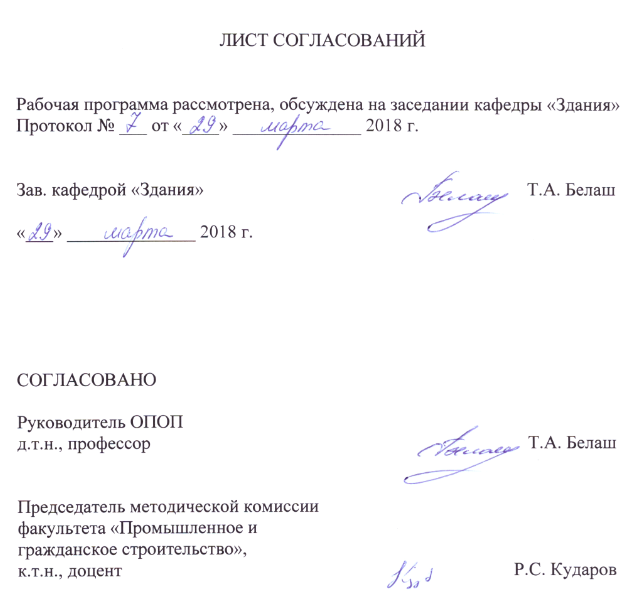 ЛИСТ СОГЛАСОВАНИЙ
Рабочая программа рассмотрена, обсуждена на заседании кафедры «Здания»
Протокол № 7 от «29» марта 2018 г.
Зав. кафедрой «Здания» Т.А. Белаш
«29» марта 2018 г.
СОГЛАСОВАНО
Руководитель ОПОП
д.т.н., профессор Т.А. Белаш
Председатель методической комиссии
факультета «Промышленное и
гражданское строительство»,
к.т.н., доцент Р.С. Кударов